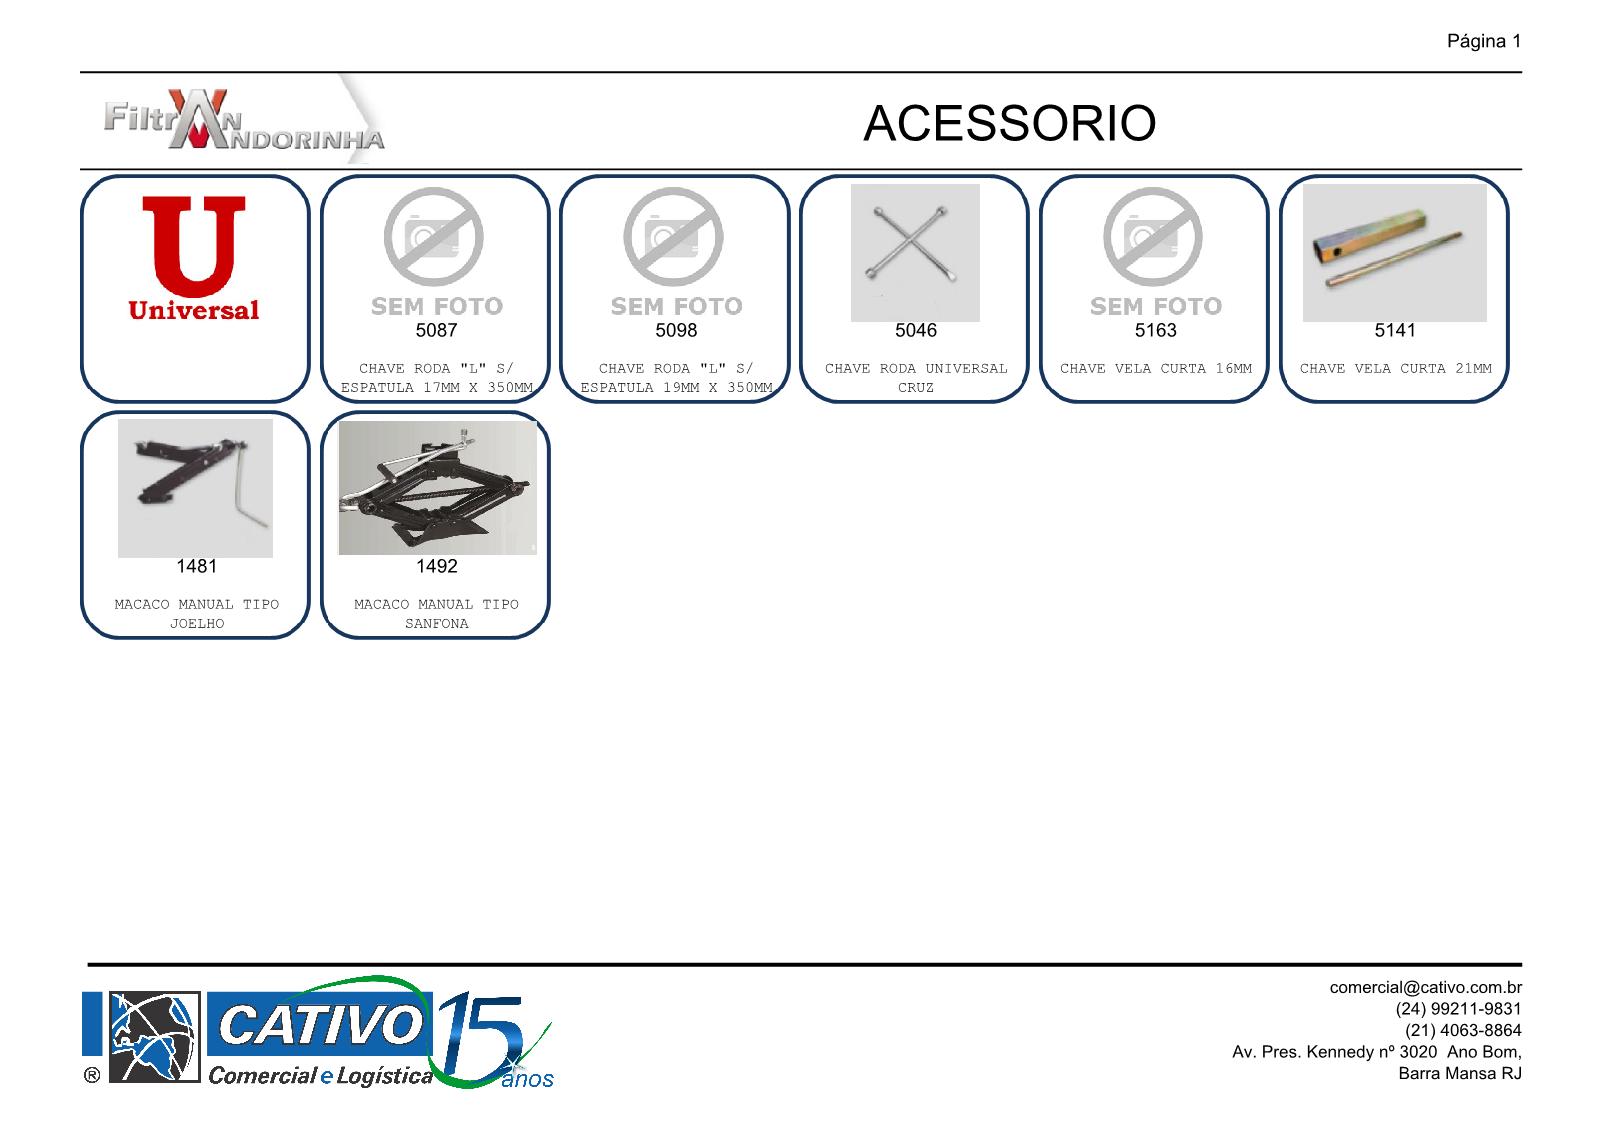 Página 1
Filtran
ANDORINHA
ACESSORIO
U
Universal
SEM FOTO
5087
CHAVE RODA "L" S/
ESPATULA 17MM X 350MM
SEM FOTO
5098
CHAVE RODA "L" S/
ESPATULA 19MM X 350MM
5046
CHAVE RODA UNIVERSAL
CRUZ
SEM FOTO
5163
CHAVE VELA CURTA 16MM
5141
CHAVE VELA CURTA 21MM
1481
MACACO MANUAL TIPO
JOELHO
1492
MACACO MANUAL TIPO
SANFONA
CATIVO 15
® Comercial e Logística anos
comercial@cativo.com.br
(24) 99211-9831
(21) 4063-8864
Av. Pres. Kennedy nº 3020 Ano Bom,
Barra Mansa RJ